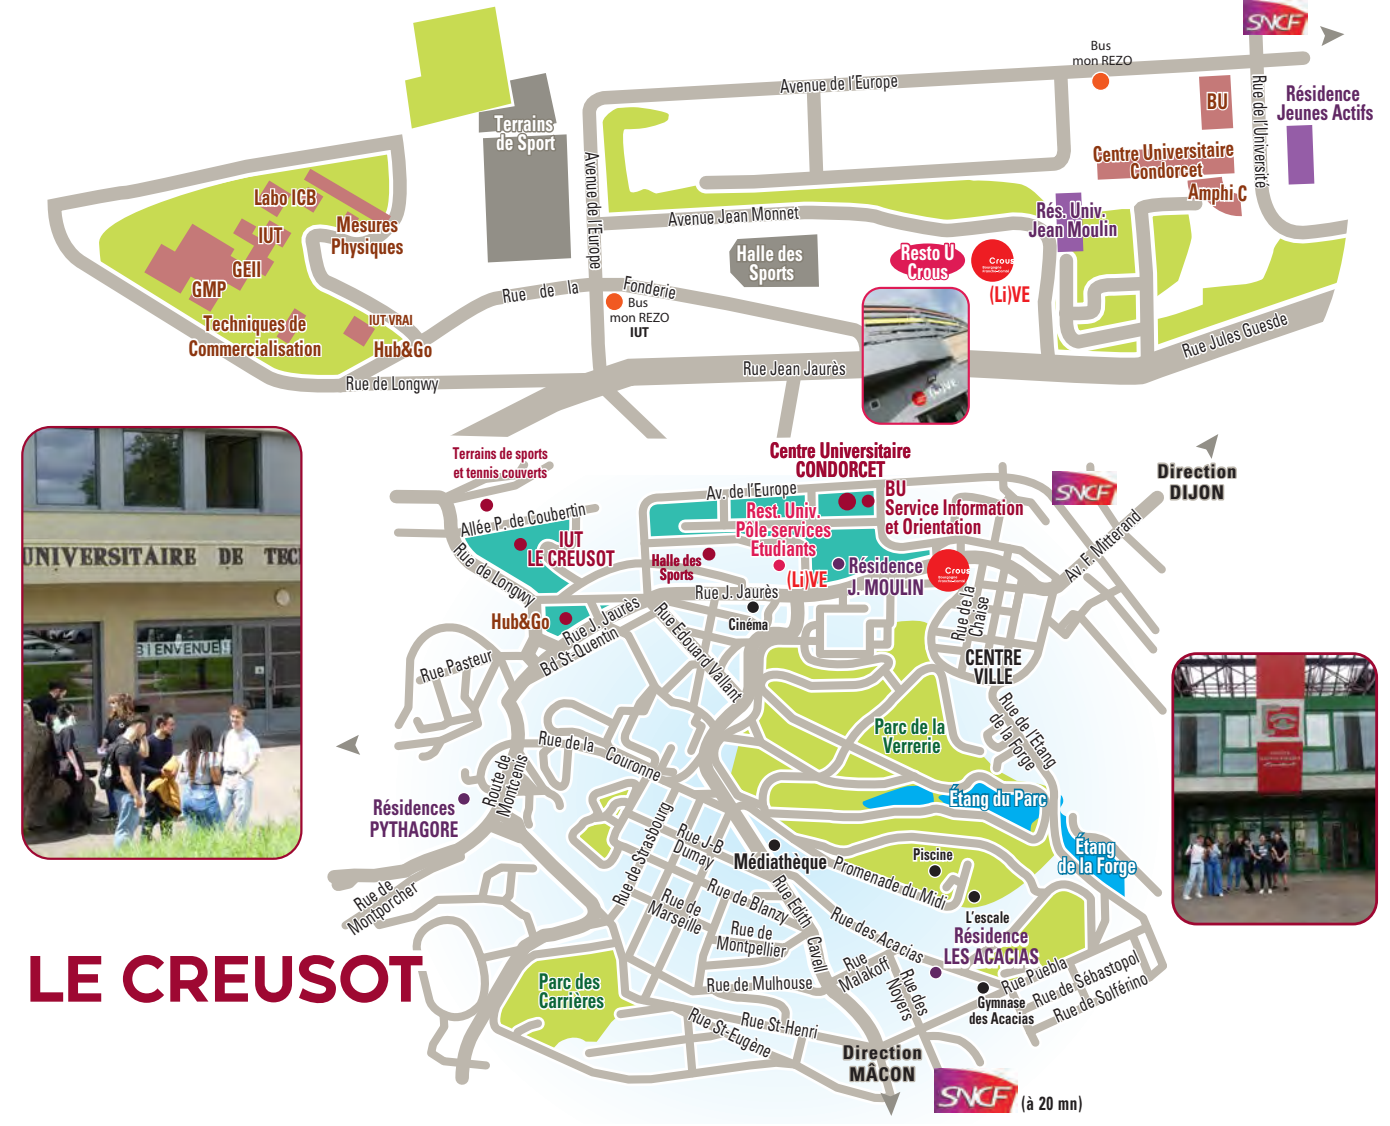 SNCF
Bus
mon REZO
Avenue de l'Europe
BU
Rue de l'Université
Résidence
Jeunes Actifs
Terrains
de Sport
Centre Universitaire
Condorcet
Amphi C
Labo ICB
IUT
Mesures
Physiques
GEII
GMP
Avenue de l'Europe
Avenue Jean Monnet
Rés. Univ.
Jean Moulin
Halle des
Sports
Resto U
Crous
Crous
(Li)VE
Rue de la Fonderie
Bus
mon REZO
IUT
Techniques de
Commercialisation
IUT VRAI
Hub&Go
Rue de Longwy
Rue Jean Jaurès
Rue Jules Guesde
(Li)VE
UNIVERSITAIRE DE TEC
BIENVENUE!!
Terrains de sports
et tennis couverts
Centre Universitaire
CONDORCET
Direction
DIJON
SNCF
Av. de l'Europe
BU
Service Information
et Orientation
Allée P. de Coubertin
IUT
LE CREUSOT
Rest. Univ.
Pôle services
Etudiants
(Li)VE
Halle des
Sports
Résidence
J. MOULIN
Crous
Av. F. Mitterand
Rue de Longwy
Hub&Go
Rue J. Jaurès
Rue J. Jaurès
Cinéma
Bd St-Quentin
Rue Edouard Vaillant
Rue de la
Chaise
CENTRE
VILLE
Rue Pasteur
Rue de l'Etang
de la Forge
Parc de la
Verrerie
Rue de la Couronne
Route de
Montcenis
Résidences
PYTHAGORE
Étang du Parc
Étang
de la Forge
Rue de Strasbourg
Rue J-B
Dumay
Médiathèque
Piscine
Promenade du Midi
L'escale
Rue de
Montporcher
Rue de
Marseille
Rue de Blanzy
Rue Edith Cavell
Rue des Acacias
Résidence
LES ACACIAS
Rue de
Montpellier
LE CREUSOT
Parc des
Carrières
Rue de Mulhouse
Rue
Malakoff
Rue des
Noyers
Gymnase
des Acacias
Rue Puebla
Rue de Sébastopol
Rue de Solférino
Rue St-Eugène
Rue St-Henri
Direction
MÂCON
SNCF
(à 20 mn)